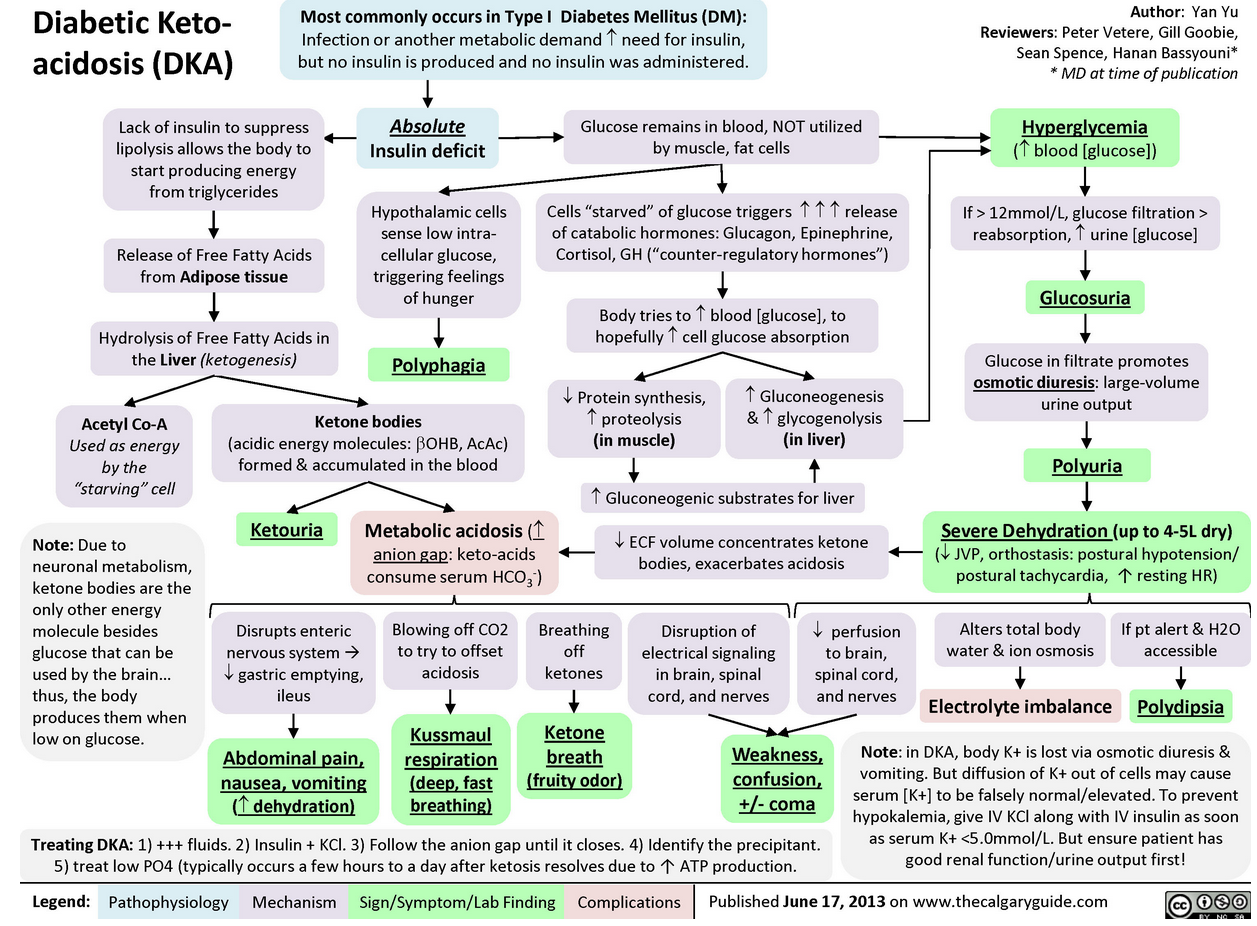 Diabetic Keto-
acidosis (DKA)
Most commonly occurs in Type I Diabetes Mellitus (DM):
Infection or another metabolic demand ↑ need for insulin,
but no insulin is produced and no insulin was administered.
Author: Yan Yu
Reviewers: Peter Vetere, Gill Goobie,
Sean Spence, Hanan Bassyouni*
* MD at time of publication
Lack of insulin to suppress
lipolysis allows the body to
start producing energy
from triglycerides
Absolute
Insulin deficit
Glucose remains in blood, NOT utilized
by muscle, fat cells
Hyperglycemia
(↑ blood [glucose])
Release of Free Fatty Acids
from Adipose tissue
Hydrolysis of Free Fatty Acids in
the Liver (ketogenesis)
Hypothalamic cells
sense low intra-
cellular glucose,
triggering feelings
of hunger
Polyphagia
Cells “starved” of glucose triggers ↑ ↑ ↑ release
of catabolic hormones: Glucagon, Epinephrine,
Cortisol, GH (“counter-regulatory hormones”)
Body tries to ↑ blood [glucose], to
hopefully ↑ cell glucose absorption
If > 12mmol/L, glucose filtration >
reabsorption, ↑ urine [glucose]
Glucosuria
Glucose in filtrate promotes
osmotic diuresis: large-volume
urine output
Polyuria
Acetyl Co-A
Used as energy
by the
“starving” cell
Ketone bodies
(acidic energy molecules: βOHB, AcAc)
formed & accumulated in the blood
↓ Protein synthesis,
↑ proteolysis
(in muscle)
↑ Gluconeogenesis
& ↑ glycogenolysis
(in liver)
↑ Gluconeogenic substrates for liver
Ketouria
Metabolic acidosis (↑
anion gap: keto-acids
consume serum HCO3-)
↓ ECF volume concentrates ketone
bodies, exacerbates acidosis
Severe Dehydration (up to 4-5L dry)
(↓ JVP, orthostasis: postural hypotension/
postural tachycardia, ↑ resting HR)
Note: Due to
neuronal metabolism,
ketone bodies are the
only other energy
molecule besides
glucose that can be
used by the brain...
thus, the body
produces them when
low on glucose.
Disrupts enteric
nervous system →
↓ gastric emptying,
ileus
Blowing off CO2
to try to offset
acidosis
Breathing
off
ketones
Disruption of
electrical signaling
in brain, spinal
cord, and nerves
↓ perfusion
to brain,
spinal cord,
and nerves
Alters total body
water & ion osmosis
If pt alert & H2O
accessible
Electrolyte imbalance
Polydipsia
Abdominal pain,
nausea, vomiting
(↑ dehydration)
Kussmaul
respiration
(deep, fast
breathing)
Ketone
breath
(fruity odor)
Weakness,
confusion,
+/- coma
Note: in DKA, body K+ is lost via osmotic diuresis &
vomiting. But diffusion of K+ out of cells may cause
serum [K+] to be falsely normal/elevated. To prevent
hypokalemia, give IV KCl along with IV insulin as soon
as serum K+ <5.0mmol/L. But ensure patient has
good renal function/urine output first!
Treating DKA: 1) +++ fluids. 2) Insulin + KCl. 3) Follow the anion gap until it closes. 4) Identify the precipitant.
5) treat low PO4 (typically occurs a few hours to a day after ketosis resolves due to ↑ ATP production.
Legend: Pathophysiology Mechanism Sign/Symptom/Lab Finding Complications Published June 17, 2013 on www.thecalgaryguide.com
cc BY NC SA